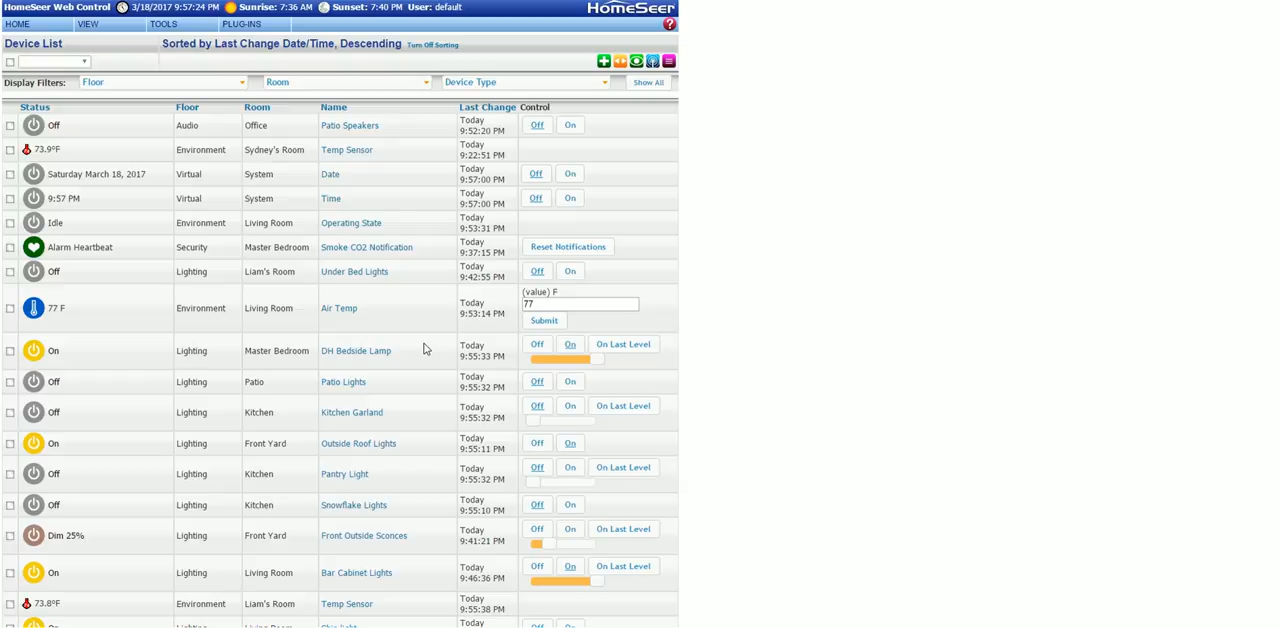 HomeSeer Web Control 3/18/2017 9:57:24 PM Sunrise: 7:36 AM Sunset: 7:40 PM User: default HomeSeer
HOME VIEW TOOLS PLUG-INS ?
Device List Sorted by Last Change Date/Time, Descending Turn Off Sorting
Display Filters: Floor Room Device Type Show All
Status Floor Room Name Last Change Control
Off Audio Office Patio Speakers Today 9:52:20 PM Off On
73.9°F Environment Sydney's Room Temp Sensor Today 9:22:51 PM
Saturday March 18, 2017 Virtual System Date Today 9:57:00 PM Off On
9:57 PM Virtual System Time Today 9:57:00 PM Off On
Idle Environment Living Room Operating State Today 9:53:31 PM
Alarm Heartbeat Security Master Bedroom Smoke CO2 Notification Today 9:37:15 PM Reset Notifications
Off Lighting Liam's Room Under Bed Lights Today 9:42:55 PM Off On
77 F Environment Living Room Air Temp Today 9:53:14 PM (value) F 77 Submit
On Lighting Master Bedroom DH Bedside Lamp Today 9:55:33 PM Off On On Last Level
Off Lighting Patio Patio Lights Today 9:55:32 PM Off On
Off Lighting Kitchen Kitchen Garland Today 9:55:32 PM Off On On Last Level
On Lighting Front Yard Outside Roof Lights Today 9:55:11 PM Off On
Off Lighting Kitchen Pantry Light Today 9:55:32 PM Off On On Last Level
Off Lighting Kitchen Snowflake Lights Today 9:55:10 PM Off On
Dim 25% Lighting Front Yard Front Outside Sconces Today 9:41:21 PM Off On On Last Level
On Lighting Living Room Bar Cabinet Lights Today 9:46:36 PM Off On On Last Level
73.8°F Environment Liam's Room Temp Sensor Today 9:55:38 PM
Today